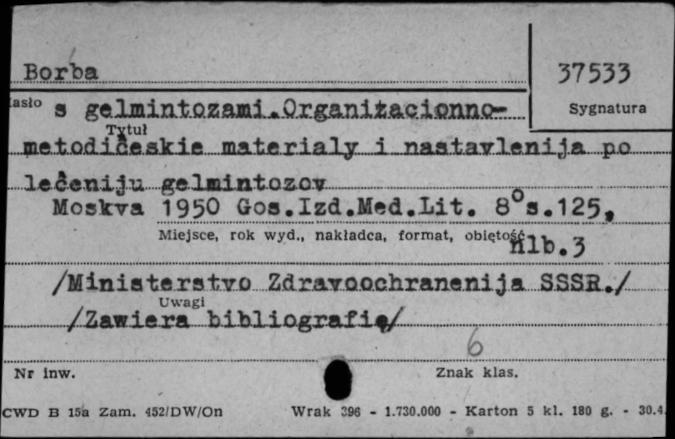 Borba
37533
Hasło
Sygnatura
s gelmintozami.Organizacionno-
Tytuł
metodičeskie materialy i nastavlenija po
lečeniju gelmintozov
Moskva 1950 Gos.Izd.Med.Lit. 8°s.125,
Miejsce, rok wyd., nakładca, format, objętość
nlb.3
/Ministerstvo Zdravoochranenija SSSR./
Uwagi
/Zawiera bibliografię/
6
Nr inw.
Znak klas.
CWD B 15a Zam. 452/DW/On
Wrak 396 - 1.730.000 - Karton 5 kl. 180 g. - 30.4